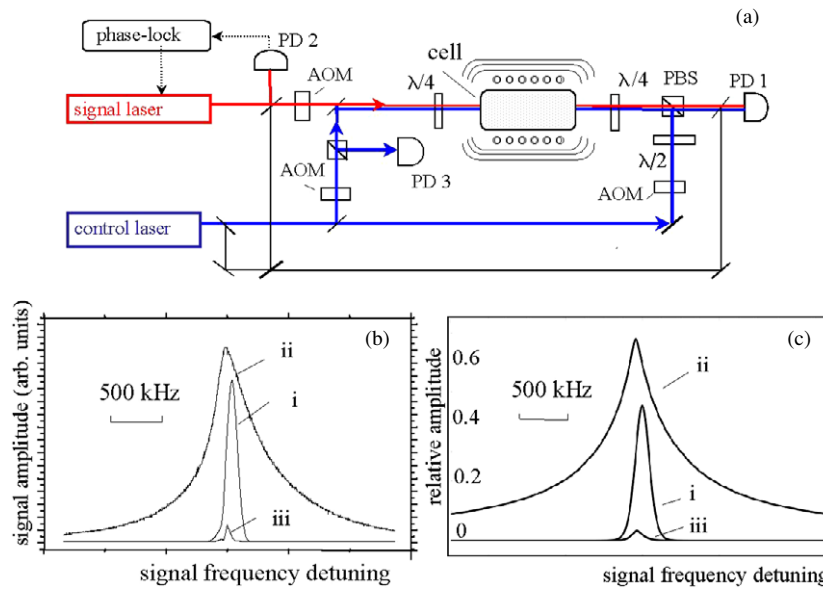 (a)
phase-lock
PD 2
AOM
λ/4
cell
λ/4
PBS
PD 1
signal laser
AOM
PD 3
λ/2
AOM
control laser
(b)
signal amplitude (arb. units)
ii
500 kHz
i
iii
signal frequency detuning
(c)
relative amplitude
0.6
0.4
0.2
0
500 kHz
ii
i
iii
signal frequency detuning